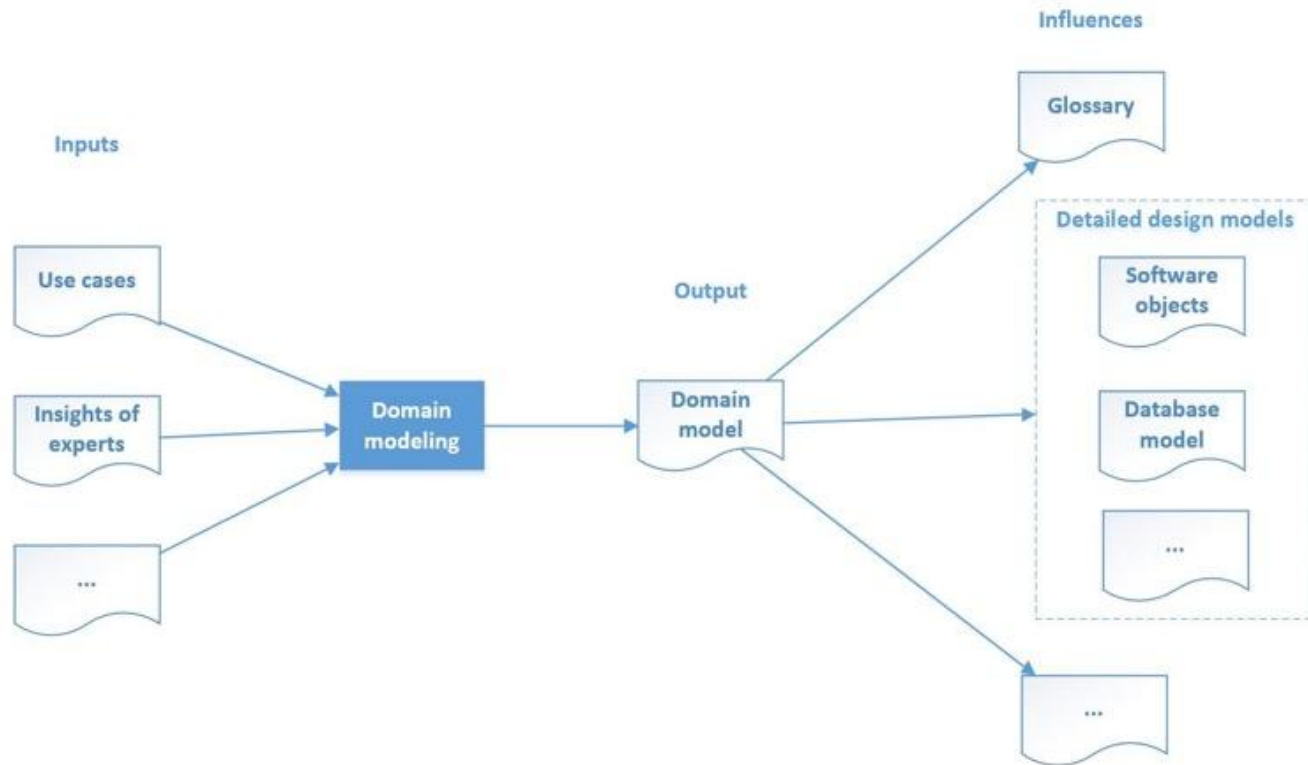 Influences
Glossary
Inputs
Detailed design models
Use cases
Software
objects
Output
Insights of
experts
Domain
modeling
Domain
model
Database
model
...
...
...